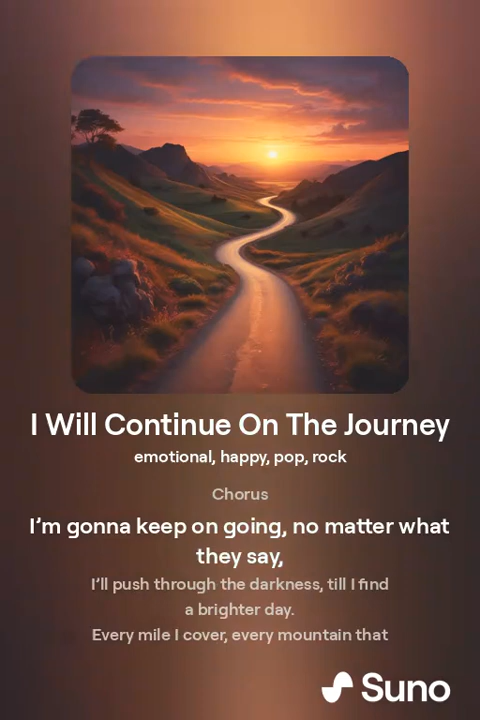 I Will Continue On The Journey
emotional, happy, pop, rock
Chorus
I'm gonna keep on going, no matter what
they say,
I'll push through the darkness, till I find
a brighter day.
Every mile I cover, every mountain that
Suno